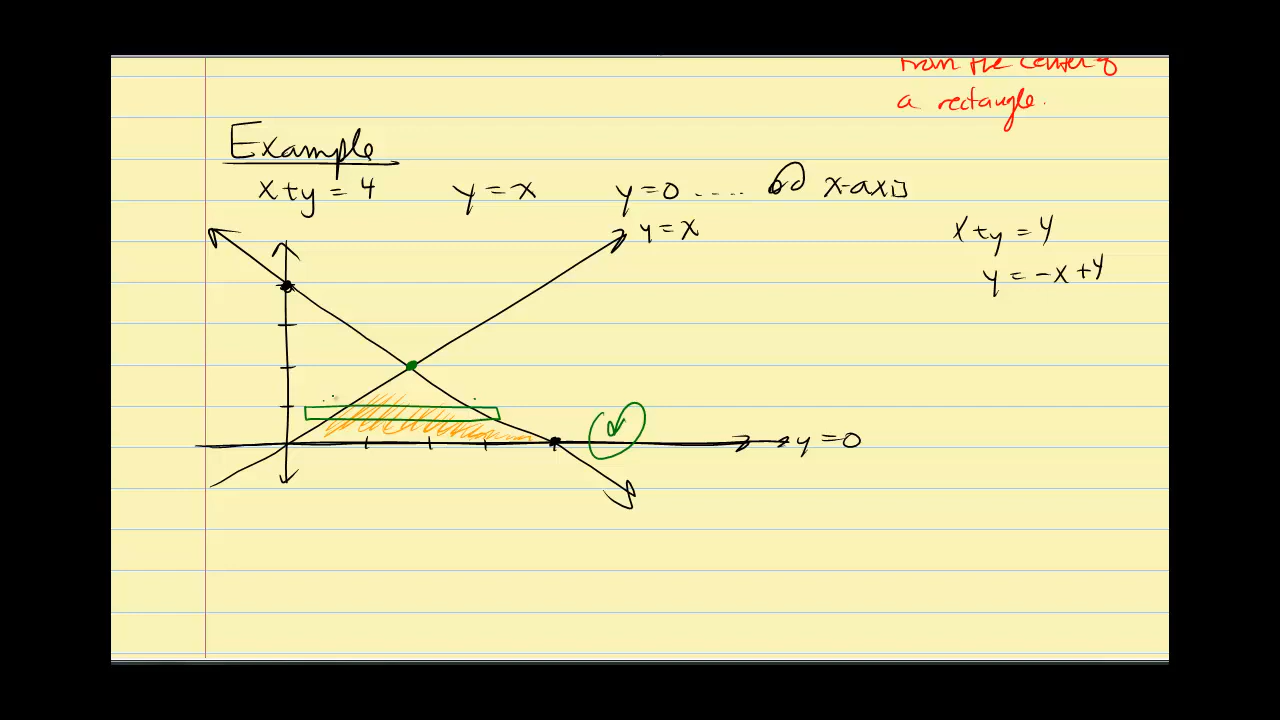 from the center of
a rectangle.
Example
x+y = 4 y = x y = 0 .... x-axis
y = x
x+y = 4
y = -x+4
y = 0